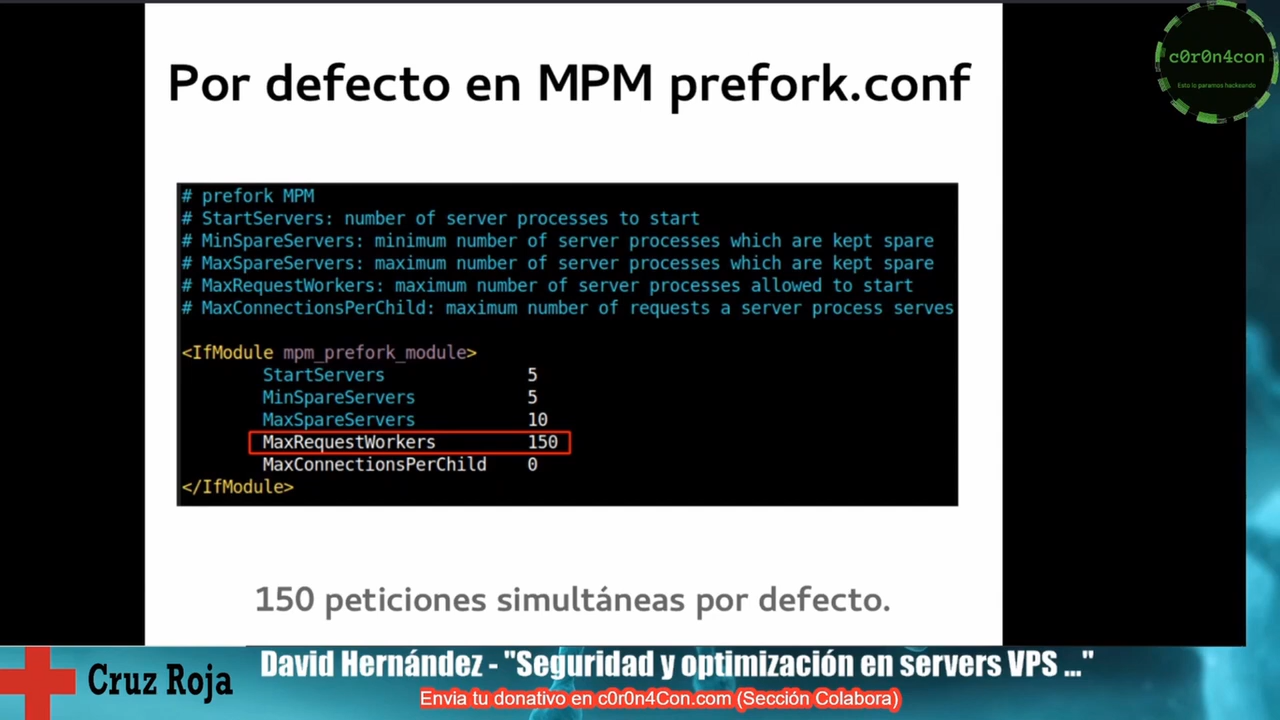 Por defecto en MPM prefork.conf
c0r0n4con
Esto lo paramos hackeando
# prefork MPM
# StartServers: number of server processes to start
# MinSpareServers: minimum number of server processes which are kept spare
# MaxSpareServers: maximum number of server processes which are kept spare
# MaxRequestWorkers: maximum number of server processes allowed to start
# MaxConnectionsPerChild: maximum number of requests a server process serves
<IfModule mpm_prefork_module>
StartServers 5
MinSpareServers 5
MaxSpareServers 10
MaxRequestWorkers 150
MaxConnectionsPerChild 0
</IfModule>
150 peticiones simultáneas por defecto.
Cruz Roja
David Hernández - "Seguridad y optimización en servers VPS ..."
Envia tu donativo en c0r0n4Con.com (Sección Colabora)